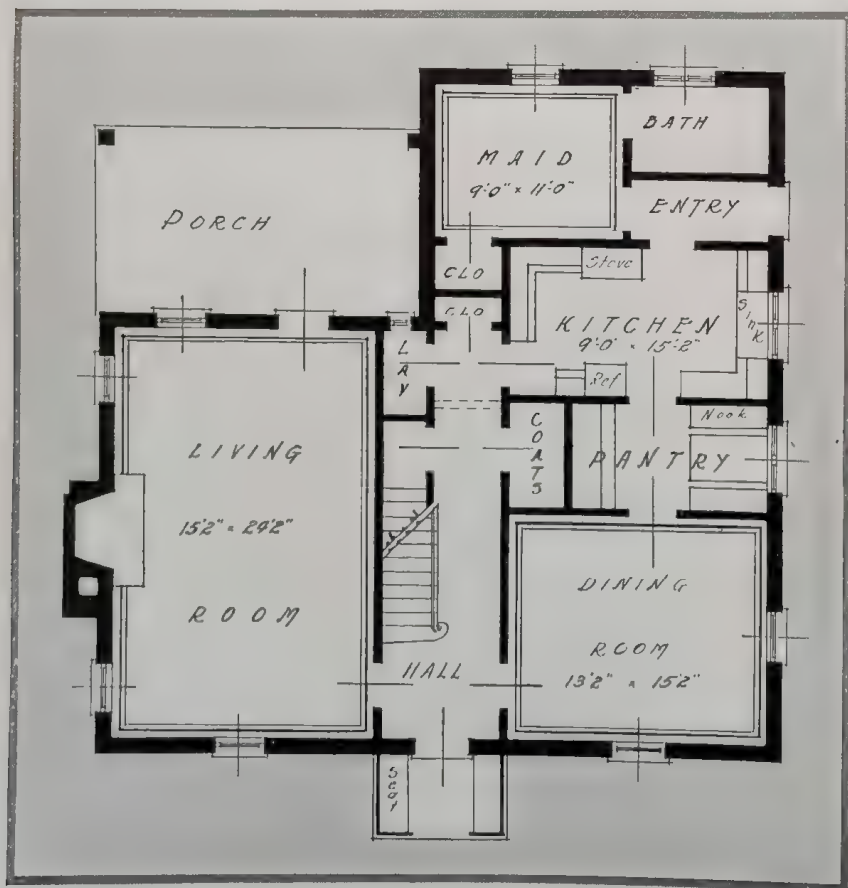 BATH
MAID
9'-0" × 11'-0"
ENTRY
PORCH
CLO
Stove
CLO
KITCHEN
9'-0" × 15'-2"
Sink
LAV
Ref
Nook
COATS
PANTRY
LIVING
15'2" × 24'2"
ROOM
DINING
ROOM
13'2" × 15'2"
HALL
Seat